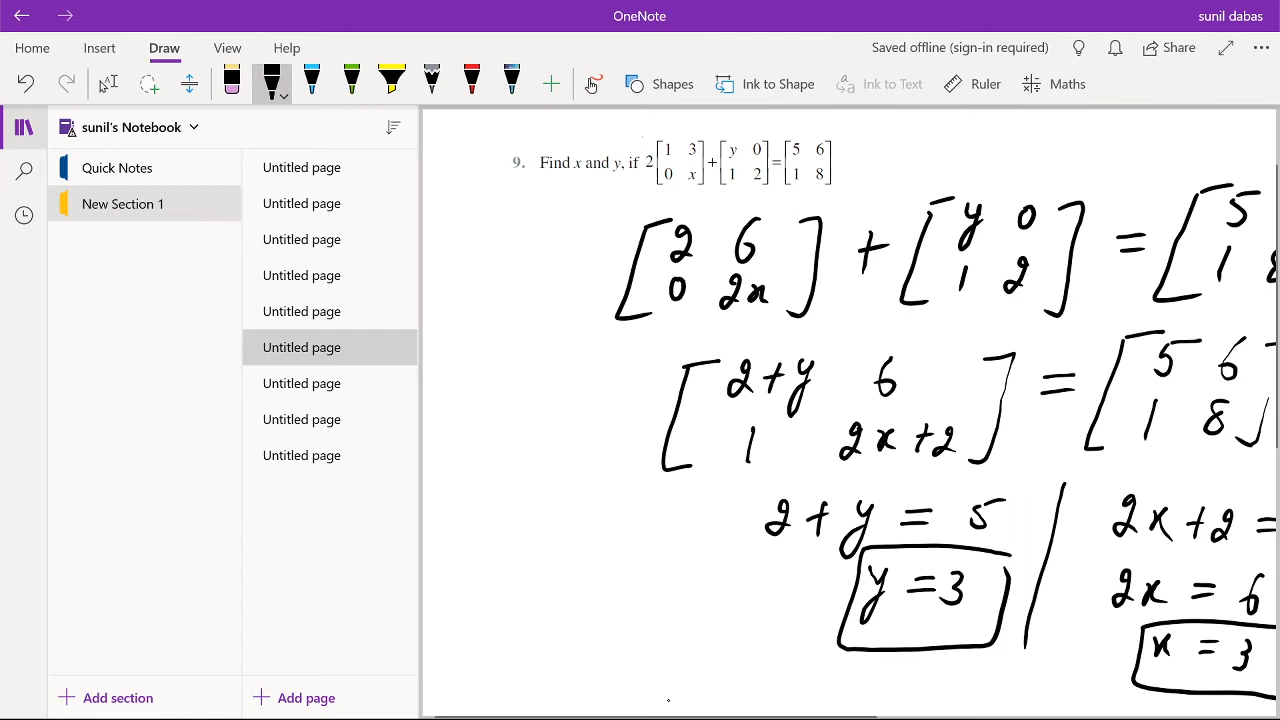 OneNote
sunil dabas
Home Insert Draw View Help
Saved offline (sign-in required) Share
Shapes Ink to Shape Ink to Text Ruler Maths
sunil's Notebook
Quick Notes
New Section 1
Untitled page
Untitled page
Untitled page
Untitled page
Untitled page
Untitled page
Untitled page
Untitled page
Untitled page
Add section
Add page
9. Find x and y, if 2 [1 3; 0 x] + [y 0; 1 2] = [5 6; 1 8]
[2 6; 0 2x] + [y 0; 1 2] = [5; 1
[2+y 6; 1 2x+2] = [5 6; 1 8]
2+y = 5
y = 3
2x+2 =
2x = 6
x = 3